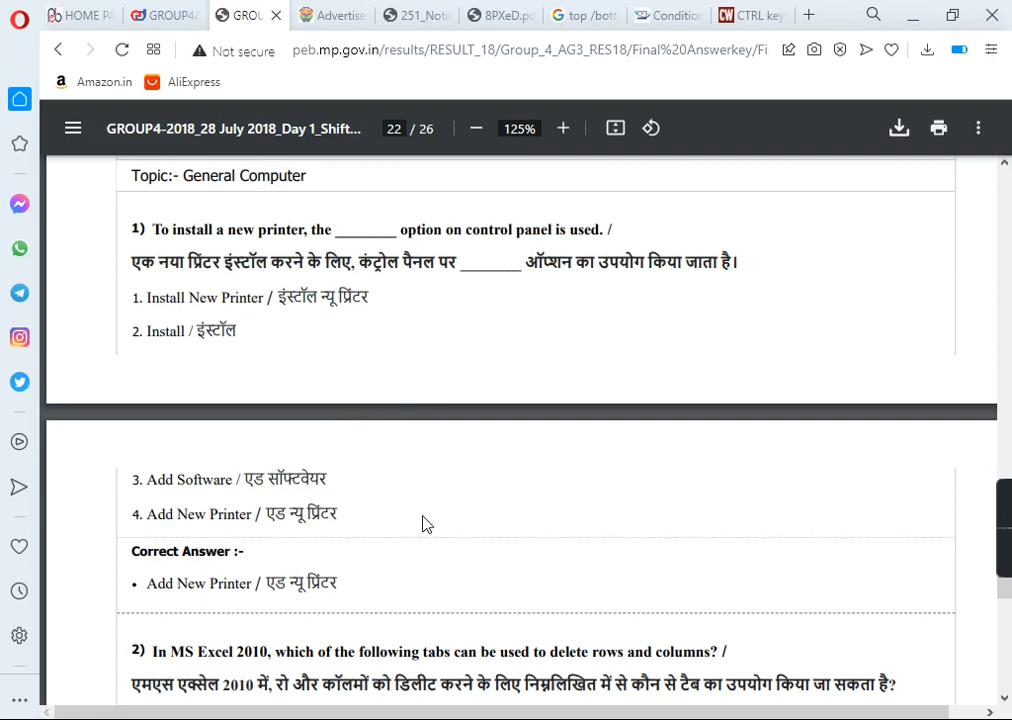 HOME PA
GROUP4A
GROU
Advertise
251_Noti
8PXeD.pd
top /bott
Condition
CTRL key
Not secure
peb.mp.gov.in/results/RESULT_18/Group_4_AG3_RES18/Final%20Answerkey/Fi
Amazon.in
AliExpress
GROUP4-2018_28 July 2018_Day 1_Shift...
22 / 26
125%
Topic:- General Computer
1) To install a new printer, the ________ option on control panel is used. /
एक नया प्रिंटर इंस्टॉल करने के लिए, कंट्रोल पैनल पर ________ ऑप्शन का उपयोग किया जाता है।
1. Install New Printer / इंस्टॉल न्यू प्रिंटर
2. Install / इंस्टॉल
3. Add Software / एड सॉफ्टवेयर
4. Add New Printer / एड न्यू प्रिंटर
Correct Answer :-
• Add New Printer / एड न्यू प्रिंटर
2) In MS Excel 2010, which of the following tabs can be used to delete rows and columns? /
एमएस एक्सेल 2010 में, रो और कॉलमों को डिलीट करने के लिए निम्नलिखित में से कौन से टैब का उपयोग किया जा सकता है?